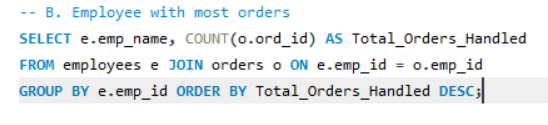 -- B. Employee with most orders
SELECT e.emp_name, COUNT(o.ord_id) AS Total_Orders_Handled
FROM employees e JOIN orders o ON e.emp_id = o.emp_id
GROUP BY e.emp_id ORDER BY Total_Orders_Handled DESC;